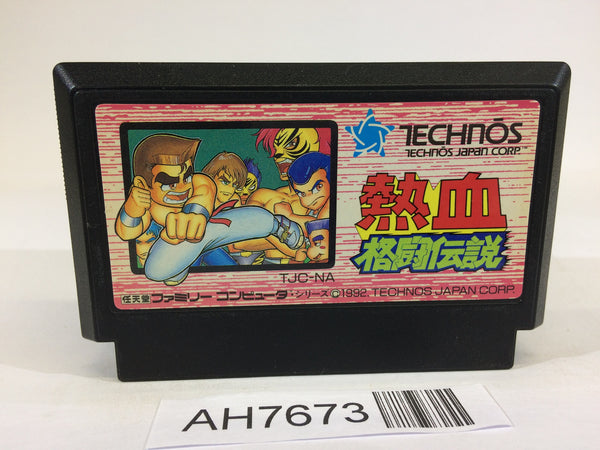 TECHNŌS
TECHNŌS JAPAN CORP.
熱血
格闘伝説
TJC-NA
任天堂 ファミリー コンピュータ・シリーズ ©1992. TECHNOS JAPAN CORP.
AH7673